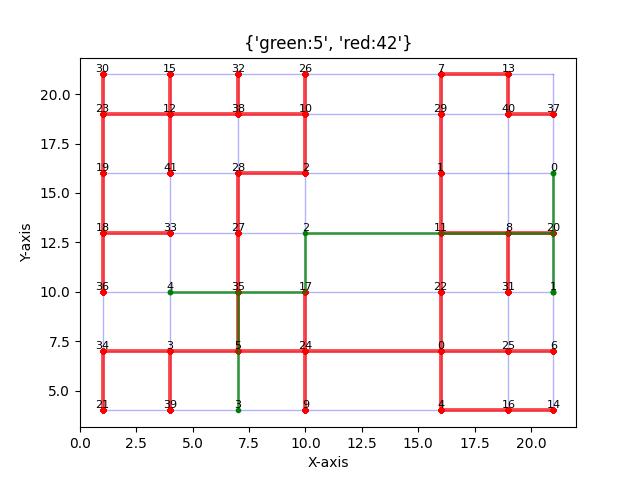 {'green:5', 'red:42'}
30 15 32 26 7 13
20.0
23 12 38 10 29 40 37
17.5
19 41 28 2 1 0
15.0
18 33 27 2 11 8 20
12.5
Y-axis
36 4 35 17 22 31 1
10.0
7.5
34 3 5 24 0 25 6
5.0
21 39 3 9 4 16 14
0.0 2.5 5.0 7.5 10.0 12.5 15.0 17.5 20.0
X-axis